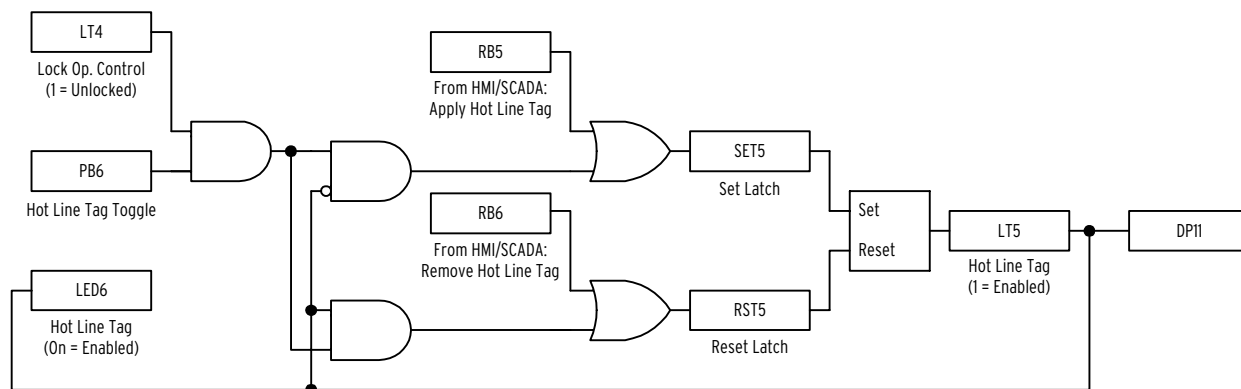 LT4
Lock Op. Control
(1 = Unlocked)
PB6
Hot Line Tag Toggle
LED6
Hot Line Tag
(On = Enabled)
RB5
From HMI/SCADA:
Apply Hot Line Tag
RB6
From HMI/SCADA:
Remove Hot Line Tag
SET5
Set Latch
RST5
Reset Latch
Set
Reset
LT5
Hot Line Tag
(1 = Enabled)
DP11